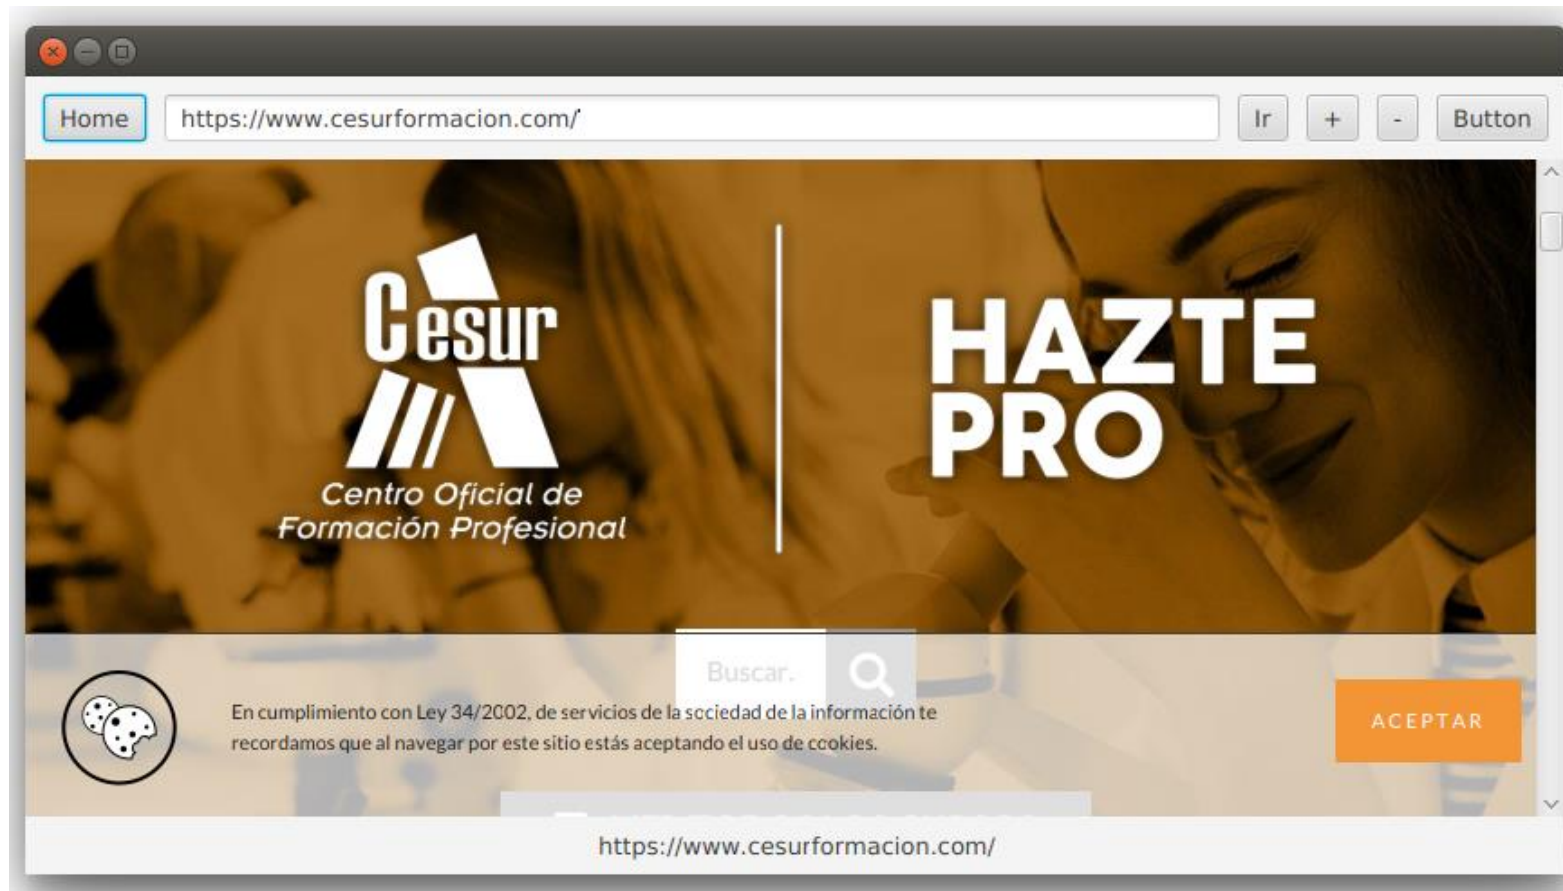 Home https://www.cesurformacion.com/ Ir + - Button
Cesur
Centro Oficial de
Formación Profesional
HAZTE
PRO
Buscar.
En cumplimiento con Ley 34/2002, de servicios de la sociedad de la información te
recordamos que al navegar por este sitio estás aceptando el uso de cookies.
ACEPTAR
https://www.cesurformacion.com/